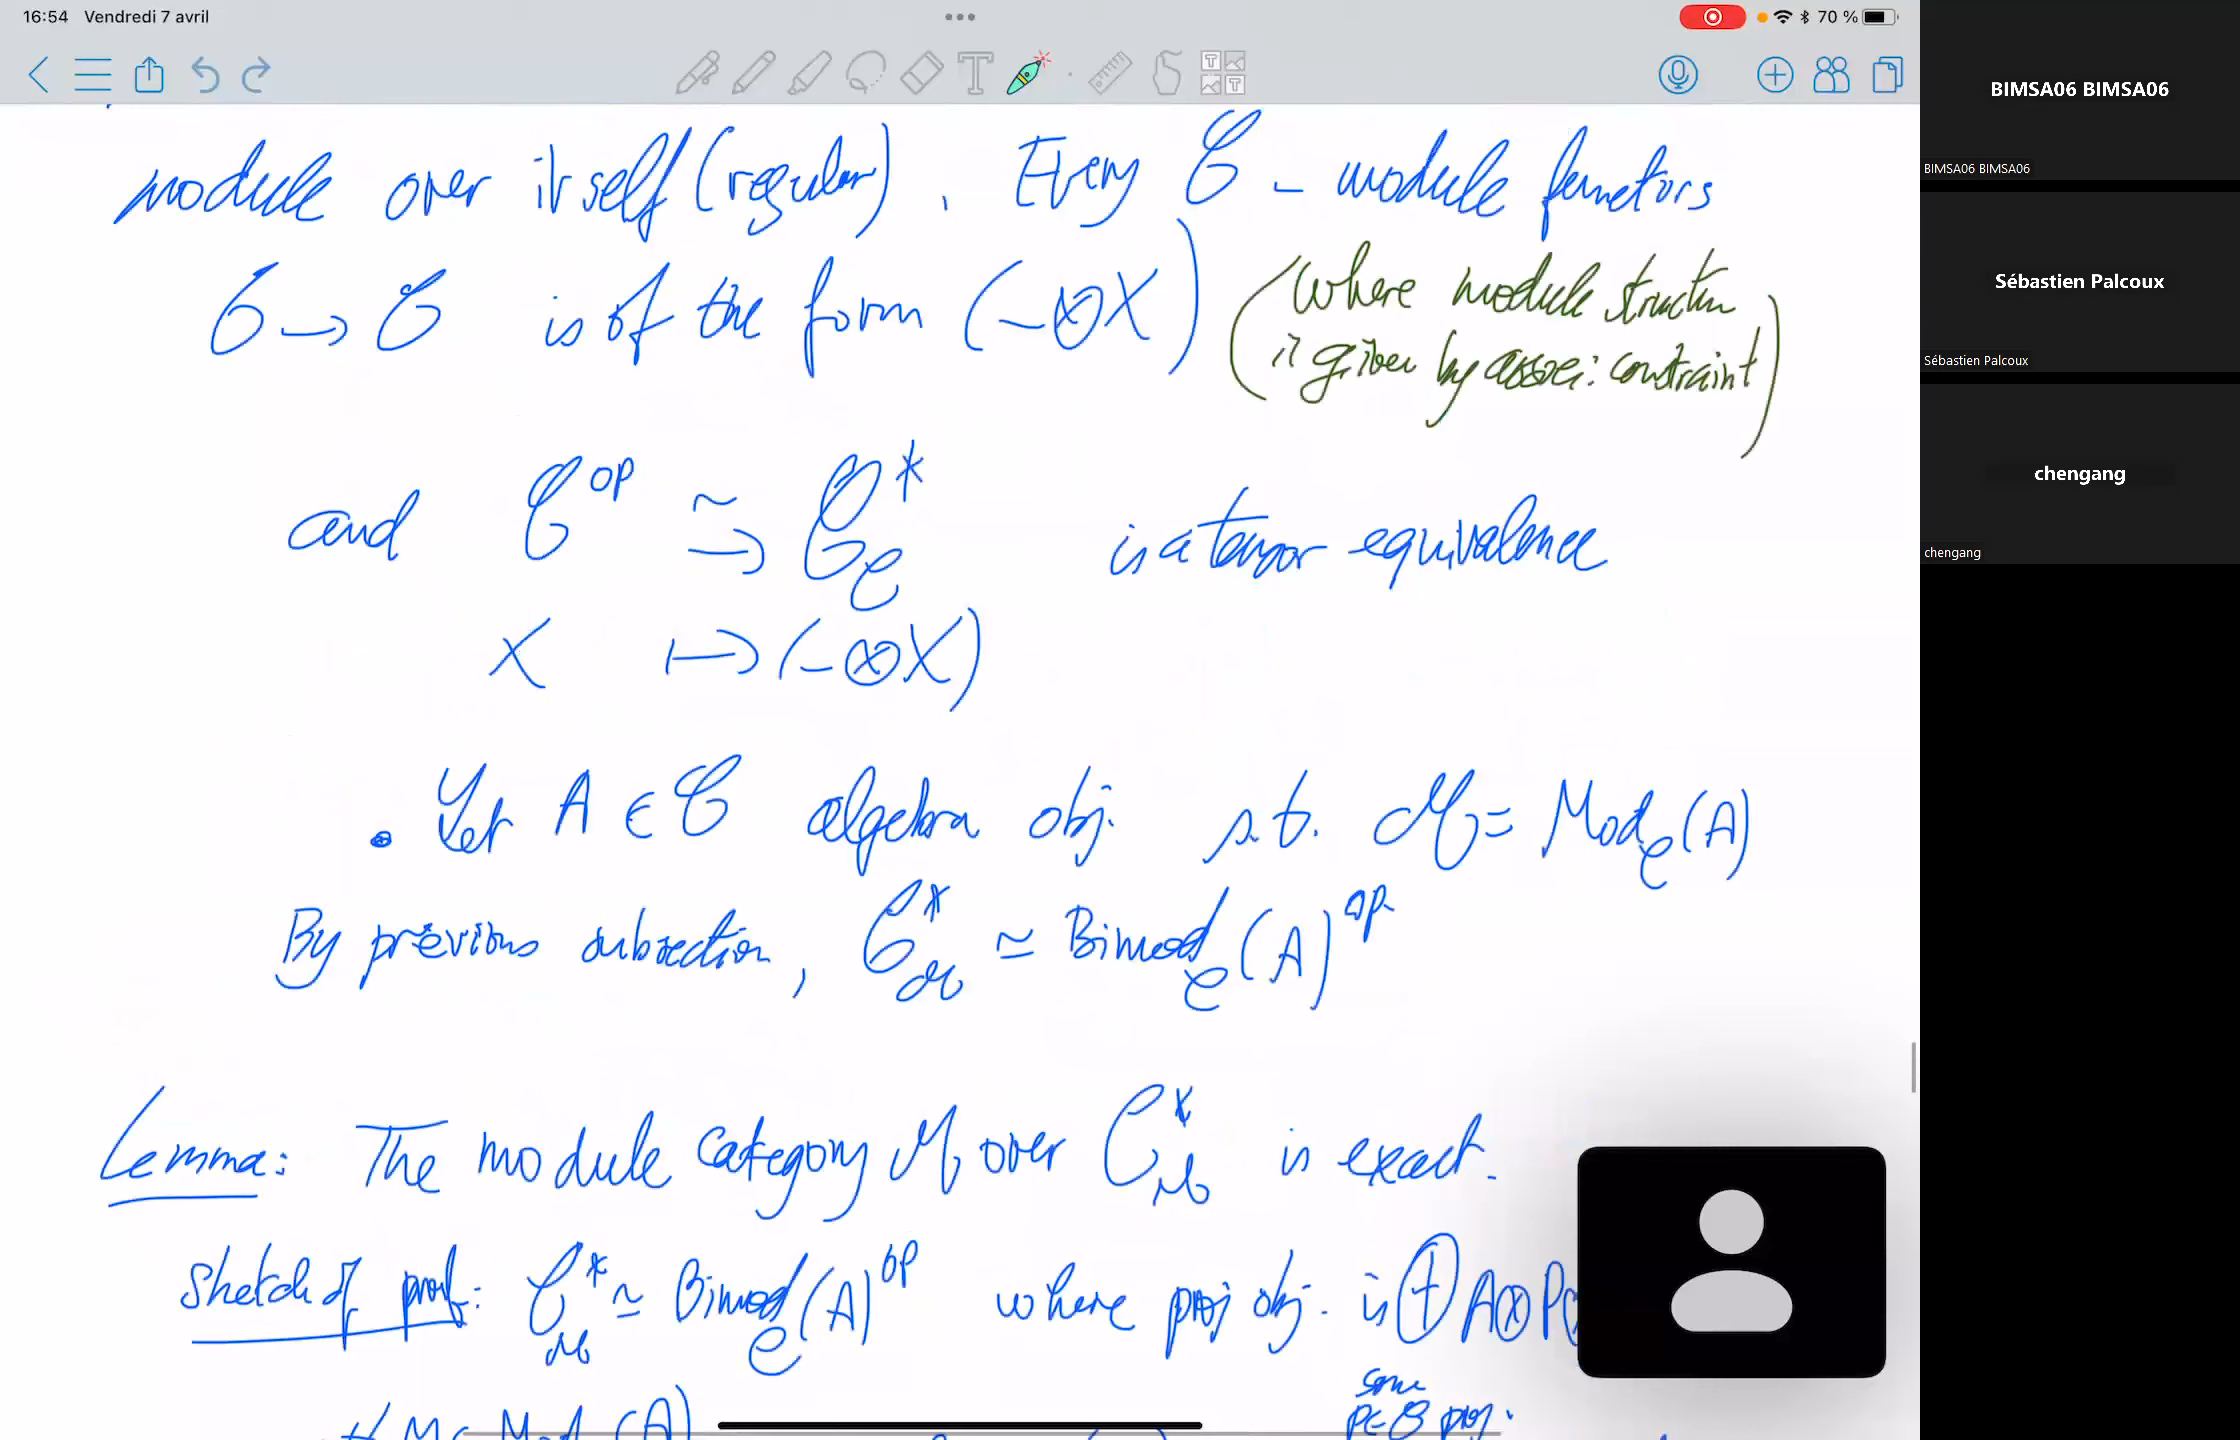 16:54 Vendredi 7 avril
70 %
module over itself (regular). Every 𝒞 - module functors
𝒞 → 𝒞 is of the form (- ⊗ X) (where module structur
is given by assoc. constraint)
and 𝒞^op ≃→ 𝒞*_𝒞 is a tensor equivalence
X ↦ (- ⊗ X)
• Let A ∈ 𝒞 algebra obj. s.t. ℳ = Mod_𝒞(A)
By previous subsection, 𝒞*_ℳ ≃ Bimod_𝒞(A)^op
Lemma: The module category ℳ over 𝒞*_ℳ is exact.
Sketch of proof: 𝒞*_ℳ ≃ Bimod_𝒞(A)^op where proj obj. is ⊕ A ⊗ P
some
P ∈ 𝒞 proj.
BIMSA06 BIMSA06
BIMSA06 BIMSA06
Sébastien Palcoux
Sébastien Palcoux
chengang
chengang